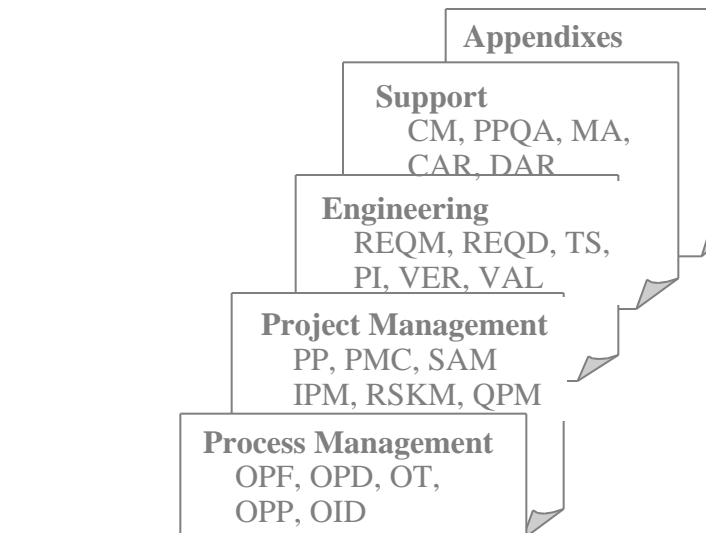 Appendixes
Support
CM, PPQA, MA,
CAR, DAR
Engineering
REQM, REQD, TS,
PI, VER, VAL
Project Management
PP, PMC, SAM
IPM, RSKM, QPM
Process Management
OPF, OPD, OT,
OPP, OID